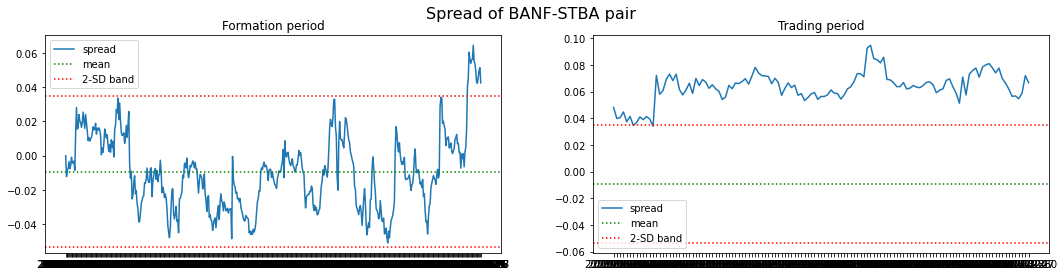 Spread of BANF-STBA pair
Formation period
0.06
0.04
0.02
0.00
−0.02
−0.04
spread
mean
2-SD band
Trading period
0.10
0.08
0.06
0.04
0.02
0.00
−0.02
−0.04
−0.06
spread
mean
2-SD band